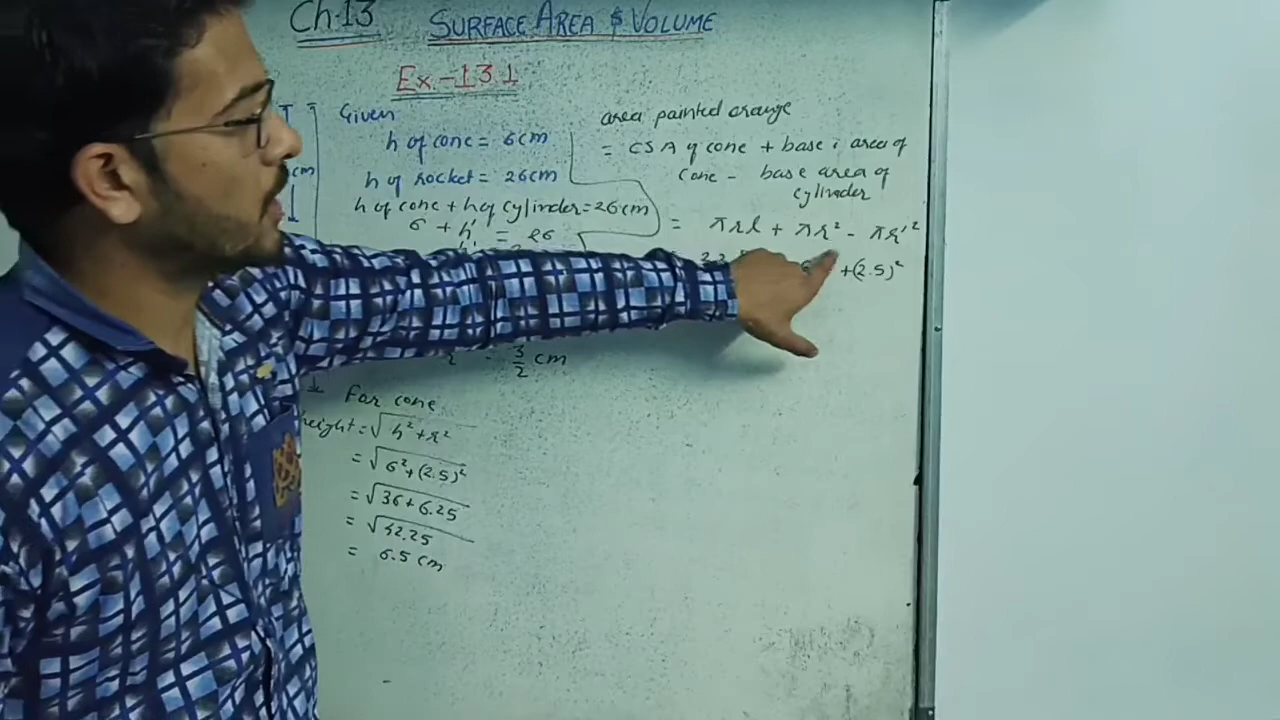 Ch-13 SURFACE AREA & VOLUME
Ex.-13.1
Given
h of cone = 6cm
h of rocket = 26cm
h of cone + h of cylinder = 26cm
6 + h' = 26
3/2 cm
For cone
height = √h² + r²
= √6² + (2.5)²
= √36 + 6.25
= √42.25
= 6.5 cm
cm
area painted orange
= CSA of cone + base area of
cone - base area of
cylinder
= πrl + πr² - πr'²
+(2.5)²